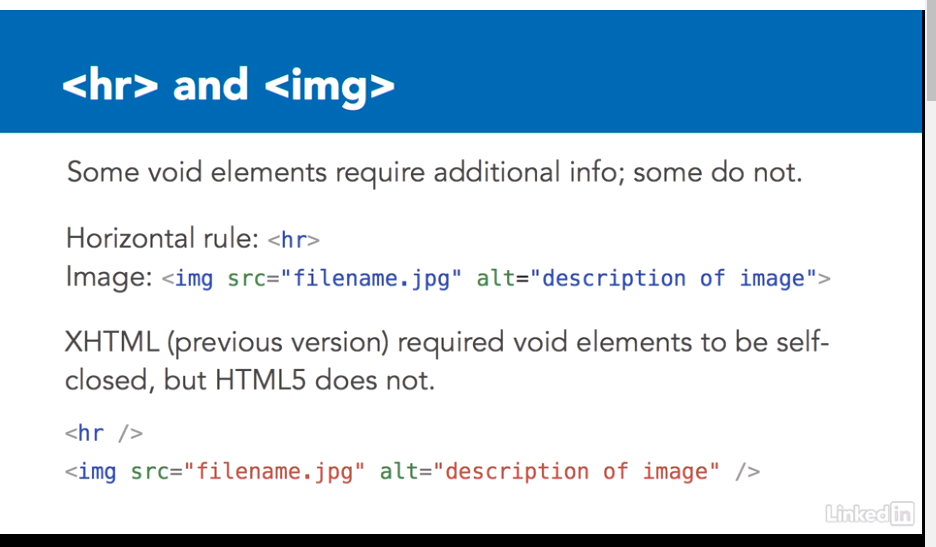 <hr> and <img>
Some void elements require additional info; some do not.
Horizontal rule: <hr>
Image: <img src="filename.jpg" alt="description of image">
XHTML (previous version) required void elements to be self-
closed, but HTML5 does not.
<hr />
<img src="filename.jpg" alt="description of image" />
Linked in